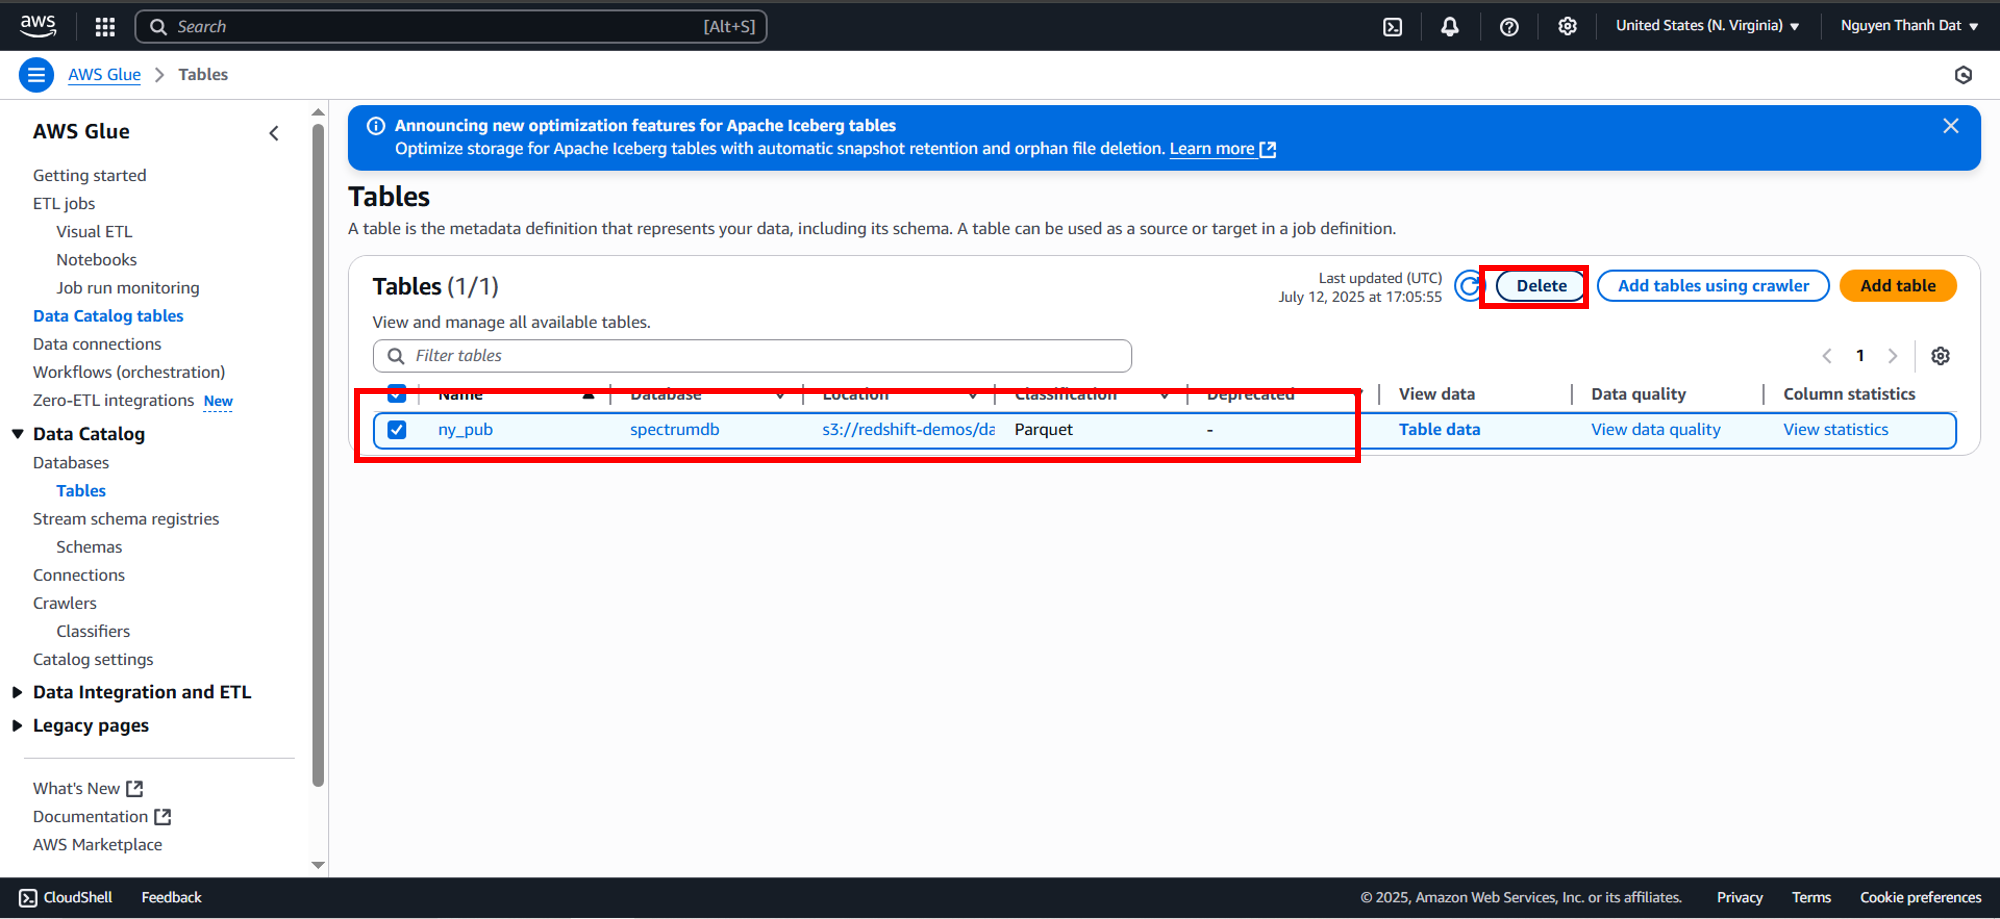 aws
Search
[Alt+S]
United States (N. Virginia)
Nguyen Thanh Dat
AWS Glue
Tables
AWS Glue
Getting started
ETL jobs
Visual ETL
Notebooks
Job run monitoring
Data Catalog tables
Data connections
Workflows (orchestration)
Zero-ETL integrations New
Data Catalog
Databases
Tables
Stream schema registries
Schemas
Connections
Crawlers
Classifiers
Catalog settings
Data Integration and ETL
Legacy pages
What's New
Documentation
AWS Marketplace
Announcing new optimization features for Apache Iceberg tables
Optimize storage for Apache Iceberg tables with automatic snapshot retention and orphan file deletion. Learn more
Tables
A table is the metadata definition that represents your data, including its schema. A table can be used as a source or target in a job definition.
Tables (1/1)
Last updated (UTC)
July 12, 2025 at 17:05:55
Delete
Add tables using crawler
Add table
View and manage all available tables.
Filter tables
1
Name Database Location Classification Deprecated View data Data quality Column statistics
ny_pub spectrumdb s3://redshift-demos/da Parquet - Table data View data quality View statistics
CloudShell
Feedback
© 2025, Amazon Web Services, Inc. or its affiliates.
Privacy
Terms
Cookie preferences